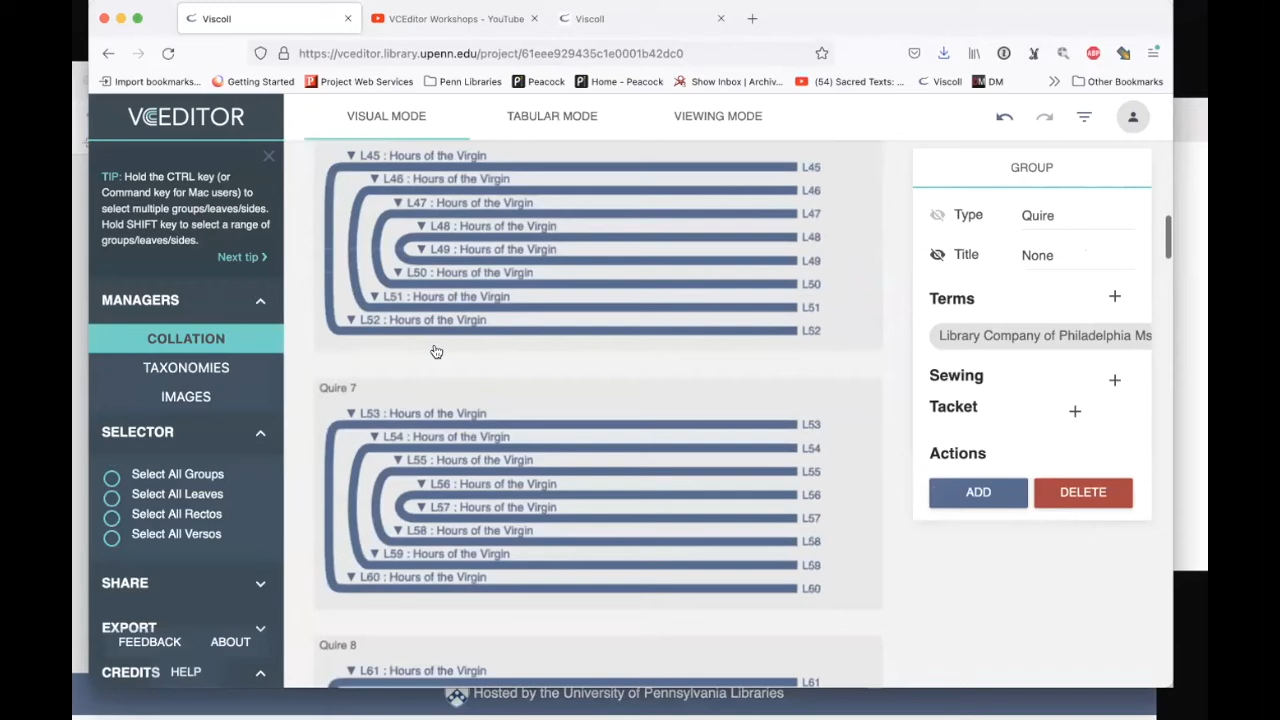 Viscoll
VCEditor Workshops - YouTube
Viscoll
https://vceditor.library.upenn.edu/project/61eee929435c1e0001b42dc0
Import bookmarks...
Getting Started
Project Web Services
Penn Libraries
Peacock
Home - Peacock
Show Inbox | Archiv...
(54) Sacred Texts: ...
Viscoll
DM
Other Bookmarks
VCEDITOR
VISUAL MODE
TABULAR MODE
VIEWING MODE
TIP: Hold the CTRL key (or
Command key for Mac users) to
select multiple groups/leaves/sides.
Hold SHIFT key to select a range of
groups/leaves/sides.
Next tip
MANAGERS
COLLATION
TAXONOMIES
IMAGES
SELECTOR
Select All Groups
Select All Leaves
Select All Rectos
Select All Versos
SHARE
EXPORT
FEEDBACK ABOUT
CREDITS HELP
L45 : Hours of the Virgin L45
L46 : Hours of the Virgin L46
L47 : Hours of the Virgin L47
L48 : Hours of the Virgin L48
L49 : Hours of the Virgin L49
L50 : Hours of the Virgin L50
L51 : Hours of the Virgin L51
L52 : Hours of the Virgin L52
Quire 7
L53 : Hours of the Virgin L53
L54 : Hours of the Virgin L54
L55 : Hours of the Virgin L55
L56 : Hours of the Virgin L56
L57 : Hours of the Virgin L57
L58 : Hours of the Virgin L58
L59 : Hours of the Virgin L59
L60 : Hours of the Virgin L60
Quire 8
L61 : Hours of the Virgin L61
GROUP
Type Quire
Title None
Terms
Library Company of Philadelphia Ms
Sewing
Tacket
Actions
ADD
DELETE
Hosted by the University of Pennsylvania Libraries